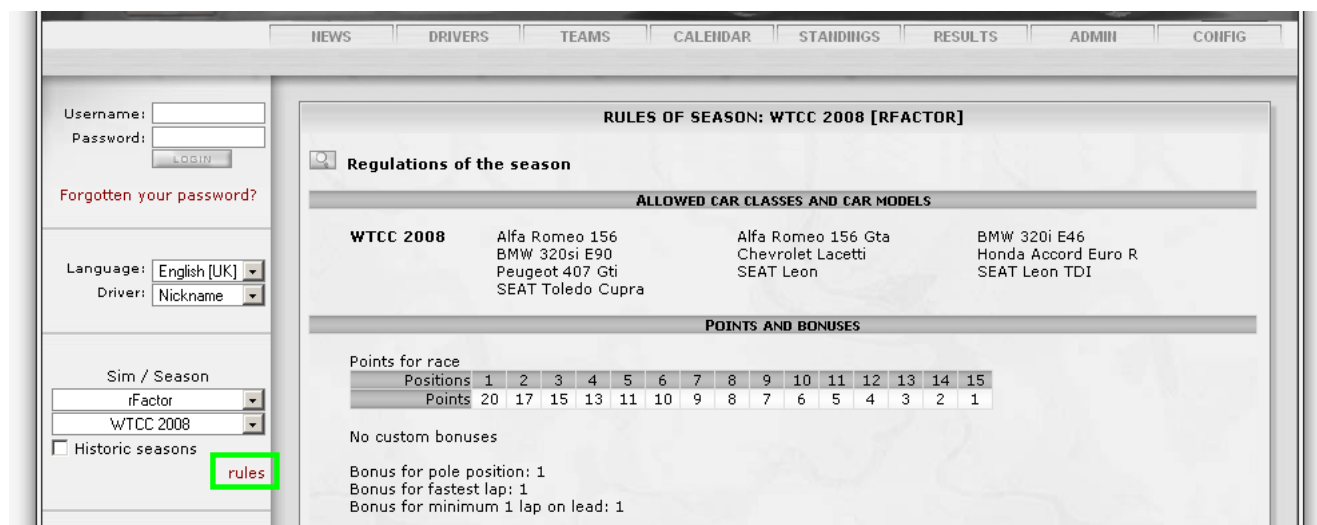 NEWS DRIVERS TEAMS CALENDAR STANDINGS RESULTS ADMIN CONFIG
Username:
Password:
LOGIN
Forgotten your password?
Language: English [UK]
Driver: Nickname
Sim / Season
rFactor
WTCC 2008
Historic seasons
rules
RULES OF SEASON: WTCC 2008 [RFACTOR]
Regulations of the season
ALLOWED CAR CLASSES AND CAR MODELS
WTCC 2008 Alfa Romeo 156 Alfa Romeo 156 Gta BMW 320i E46
BMW 320si E90 Chevrolet Lacetti Honda Accord Euro R
Peugeot 407 Gti SEAT Leon SEAT Leon TDI
SEAT Toledo Cupra
POINTS AND BONUSES
Points for race
Positions 1 2 3 4 5 6 7 8 9 10 11 12 13 14 15
Points 20 17 15 13 11 10 9 8 7 6 5 4 3 2 1
No custom bonuses
Bonus for pole position: 1
Bonus for fastest lap: 1
Bonus for minimum 1 lap on lead: 1